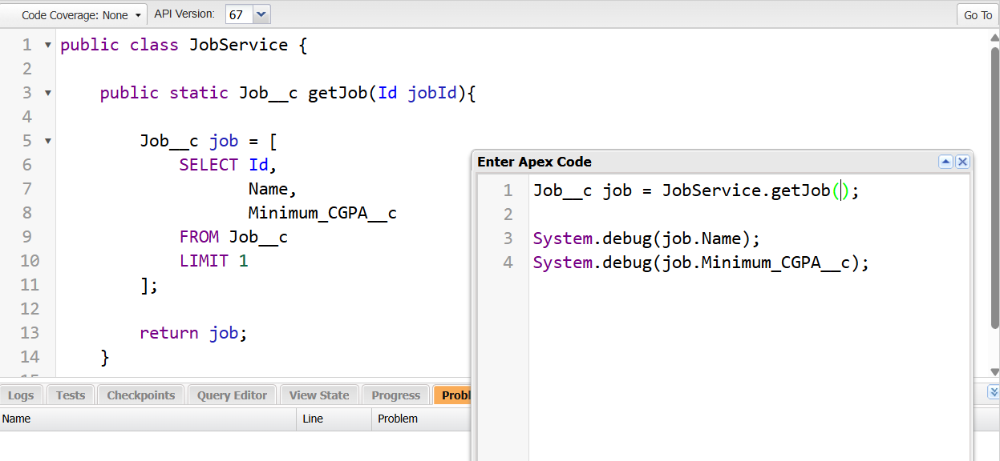 Code Coverage: None API Version: 67 Go To
1 public class JobService {
2
3 public static Job__c getJob(Id jobId){
4
5 Job__c job = [
6 SELECT Id,
7 Name,
8 Minimum_CGPA__c
9 FROM Job__c
10 LIMIT 1
11 ];
12
13 return job;
14 }
Enter Apex Code
1 Job__c job = JobService.getJob();
2
3 System.debug(job.Name);
4 System.debug(job.Minimum_CGPA__c);
Logs Tests Checkpoints Query Editor View State Progress Probl
Name Line Problem